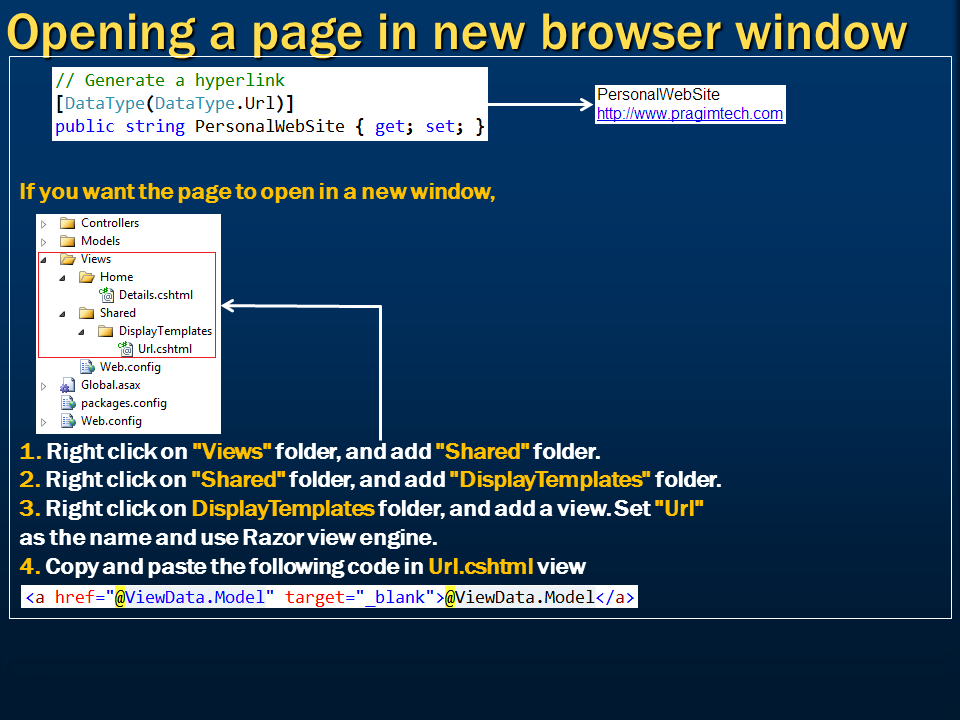 Opening a page in new browser window
// Generate a hyperlink
[DataType(DataType.Url)]
public string PersonalWebSite { get; set; }
PersonalWebSite
http://www.pragimtech.com
If you want the page to open in a new window,
Controllers
Models
Views
Home
Details.cshtml
Shared
DisplayTemplates
Url.cshtml
Web.config
Global.asax
packages.config
Web.config
1. Right click on "Views" folder, and add "Shared" folder.
2. Right click on "Shared" folder, and add "DisplayTemplates" folder.
3. Right click on DisplayTemplates folder, and add a view. Set "Url"
as the name and use Razor view engine.
4. Copy and paste the following code in Url.cshtml view
<a href="@ViewData.Model" target="_blank">@ViewData.Model</a>